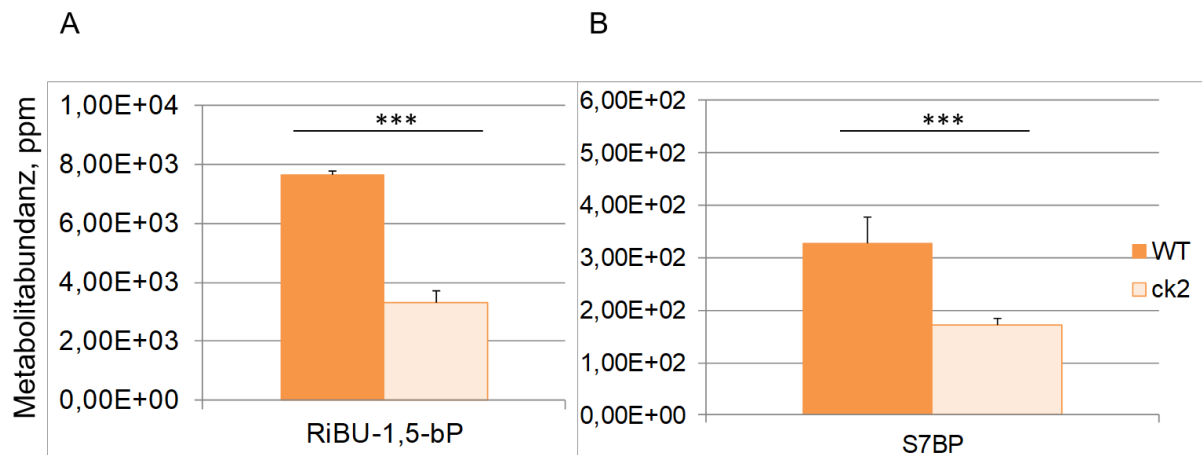 A
B
Metabolitabundanz, ppm
1,00E+04
8,00E+03
6,00E+03
4,00E+03
2,00E+03
0,00E+00
***
RiBU-1,5-bP
6,00E+02
5,00E+02
4,00E+02
3,00E+02
2,00E+02
1,00E+02
0,00E+00
***
S7BP
WT
ck2